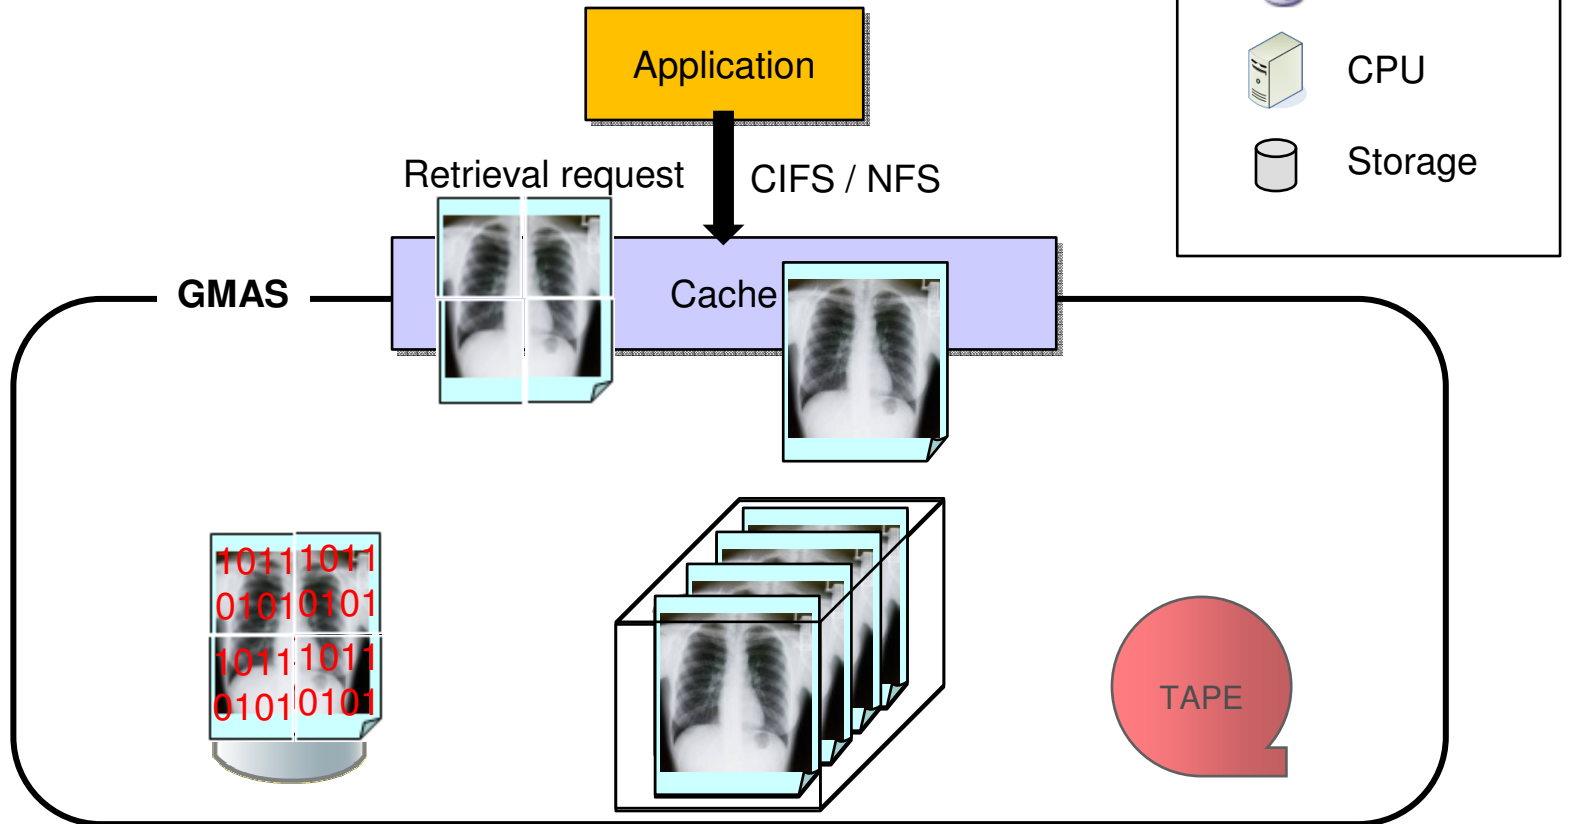 Application
CPU
Storage
Retrieval request
CIFS / NFS
GMAS
Cache
1011 1011
0101 0101
1011 1011
0101 0101
TAPE